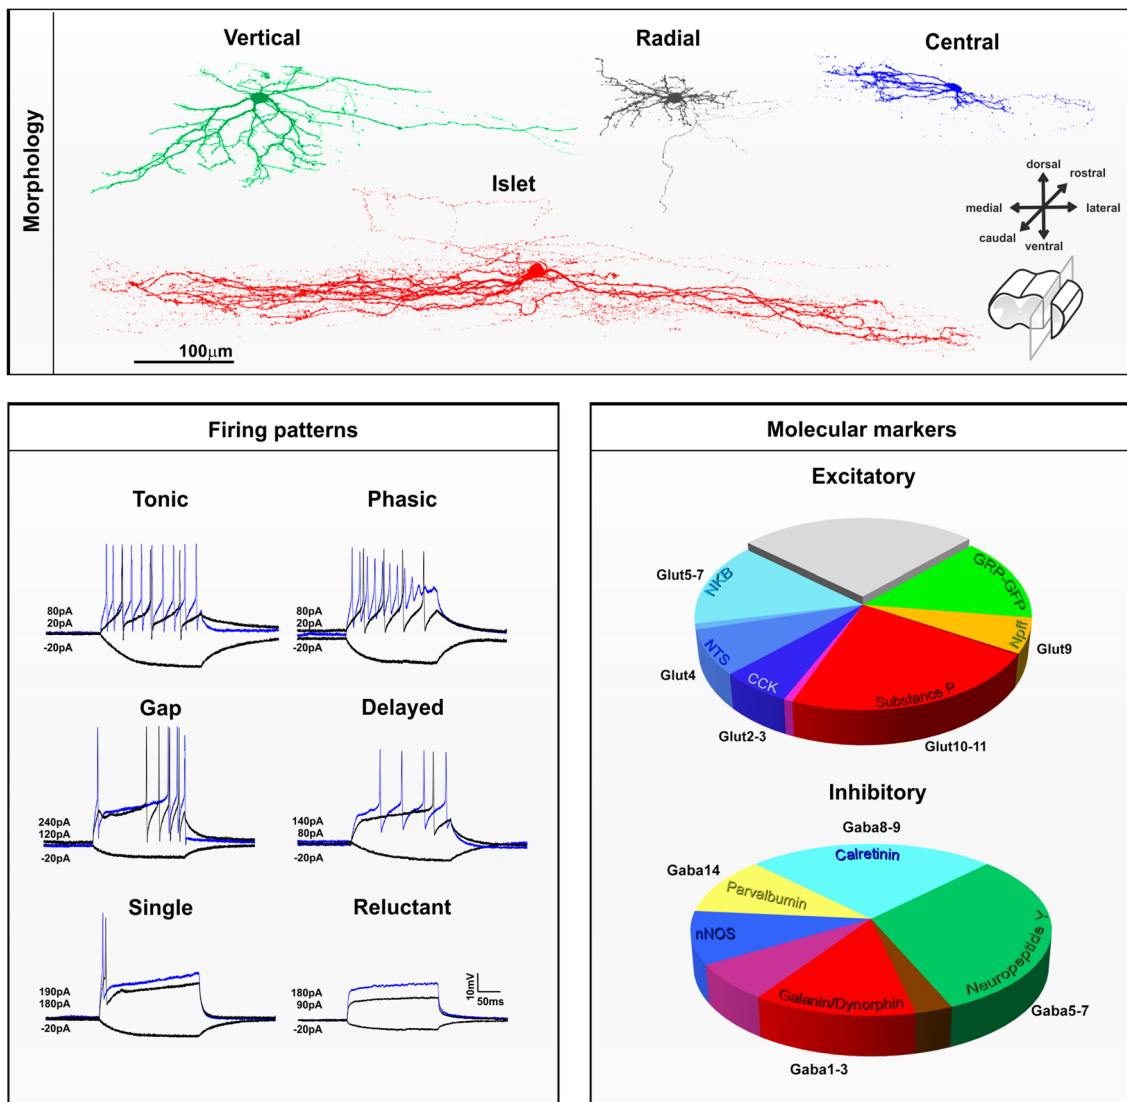 Morphology
Vertical
Radial
Central
Islet
dorsal
rostral
medial
lateral
caudal
ventral
100μm
Firing patterns
Tonic
80pA
20pA
-20pA
Phasic
80pA
20pA
-20pA
Gap
240pA
120pA
-20pA
Delayed
140pA
80pA
-20pA
Single
190pA
180pA
-20pA
Reluctant
180pA
90pA
-20pA
10mV
50ms
Molecular markers
Excitatory
Glut5-7
NKB
GRP-GFP
Npff
Glut9
NTS
Glut4
CCK
Glut2-3
Substance P
Glut10-11
Inhibitory
Gaba8-9
Calretinin
Gaba14
Parvalbumin
nNOS
Neuropeptide Y
Galanin/Dynorphin
Gaba5-7
Gaba1-3